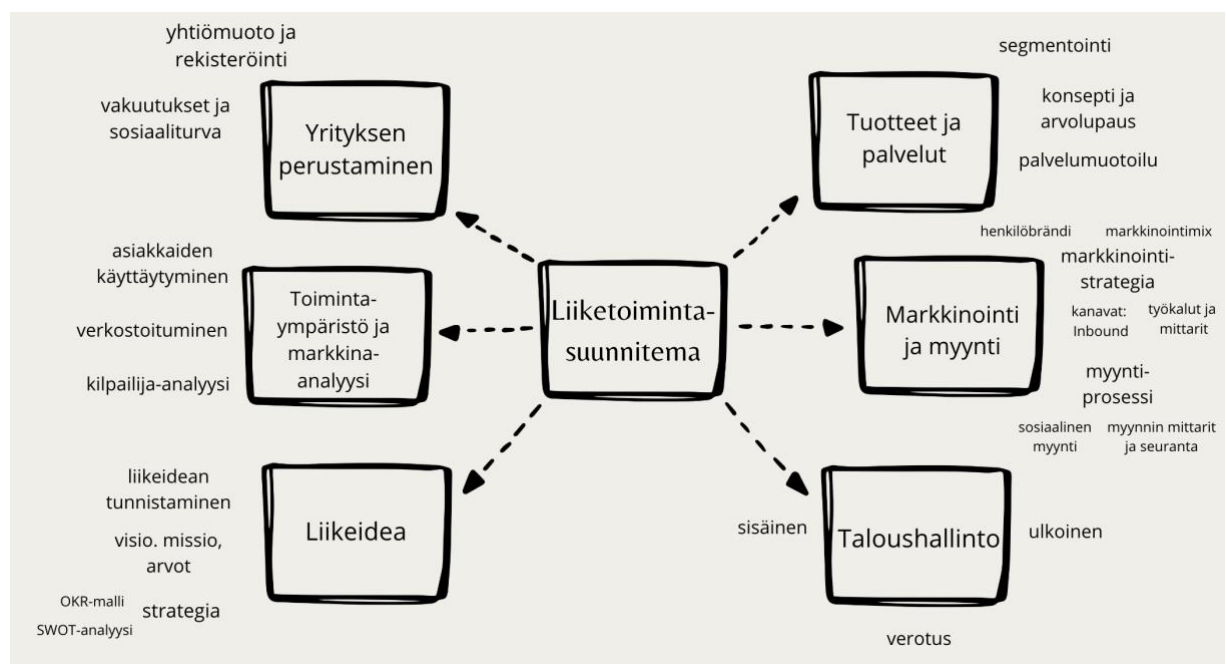 yhtiömuoto ja
rekisteröinti
vakuutukset ja
sosiaaliturva
Yrityksen
perustaminen
asiakkaiden
käyttäytyminen
verkostoituminen
kilpailija-analyysi
Toiminta-
ympäristö ja
markkina-
analyysi
liikeidean
tunnistaminen
visio. missio,
arvot
OKR-malli
strategia
SWOT-analyysi
Liikeidea
Liiketoiminta-
suunnitema
segmentointi
konsepti ja
arvolupaus
palvelumuotoilu
Tuotteet ja
palvelut
henkilöbrändi
markkinointimix
markkinointi-
strategia
kanavat:
Inbound
työkalut ja
mittarit
myynti-
prosessi
sosiaalinen
myynti
myynnin mittarit
ja seuranta
Markkinointi
ja myynti
sisäinen
Taloushallinto
ulkoinen
verotus